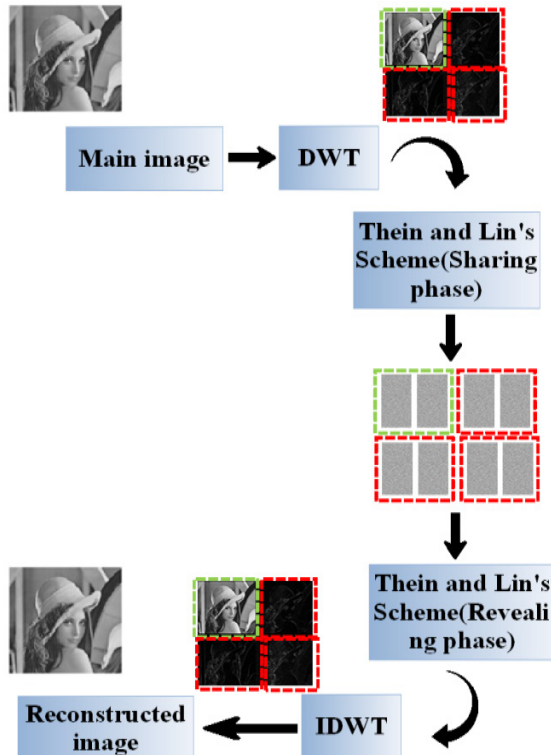 Main image
DWT
Thein and Lin's
Scheme(Sharing
phase)
Thein and Lin's
Scheme(Reveali
ng phase)
IDWT
Reconstructed
image